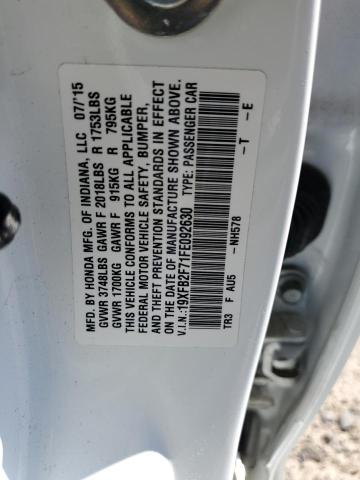 MFD. BY HONDA MFG. OF INDIANA, LLC 07/'15
GVWR 3748LBS GAWR F 2018LBS R 1753LBS
GVWR 1700KG GAWR F 915KG R 795KG
THIS VEHICLE CONFORMS TO ALL APPLICABLE
FEDERAL MOTOR VEHICLE SAFETY, BUMPER,
AND THEFT PREVENTION STANDARDS IN EFFECT
ON THE DATE OF MANUFACTURE SHOWN ABOVE.
V.I.N.:19XFB2F71FE092630 TYPE: PASSENGER CAR
TR3 F AU5 -NH578 -T -E